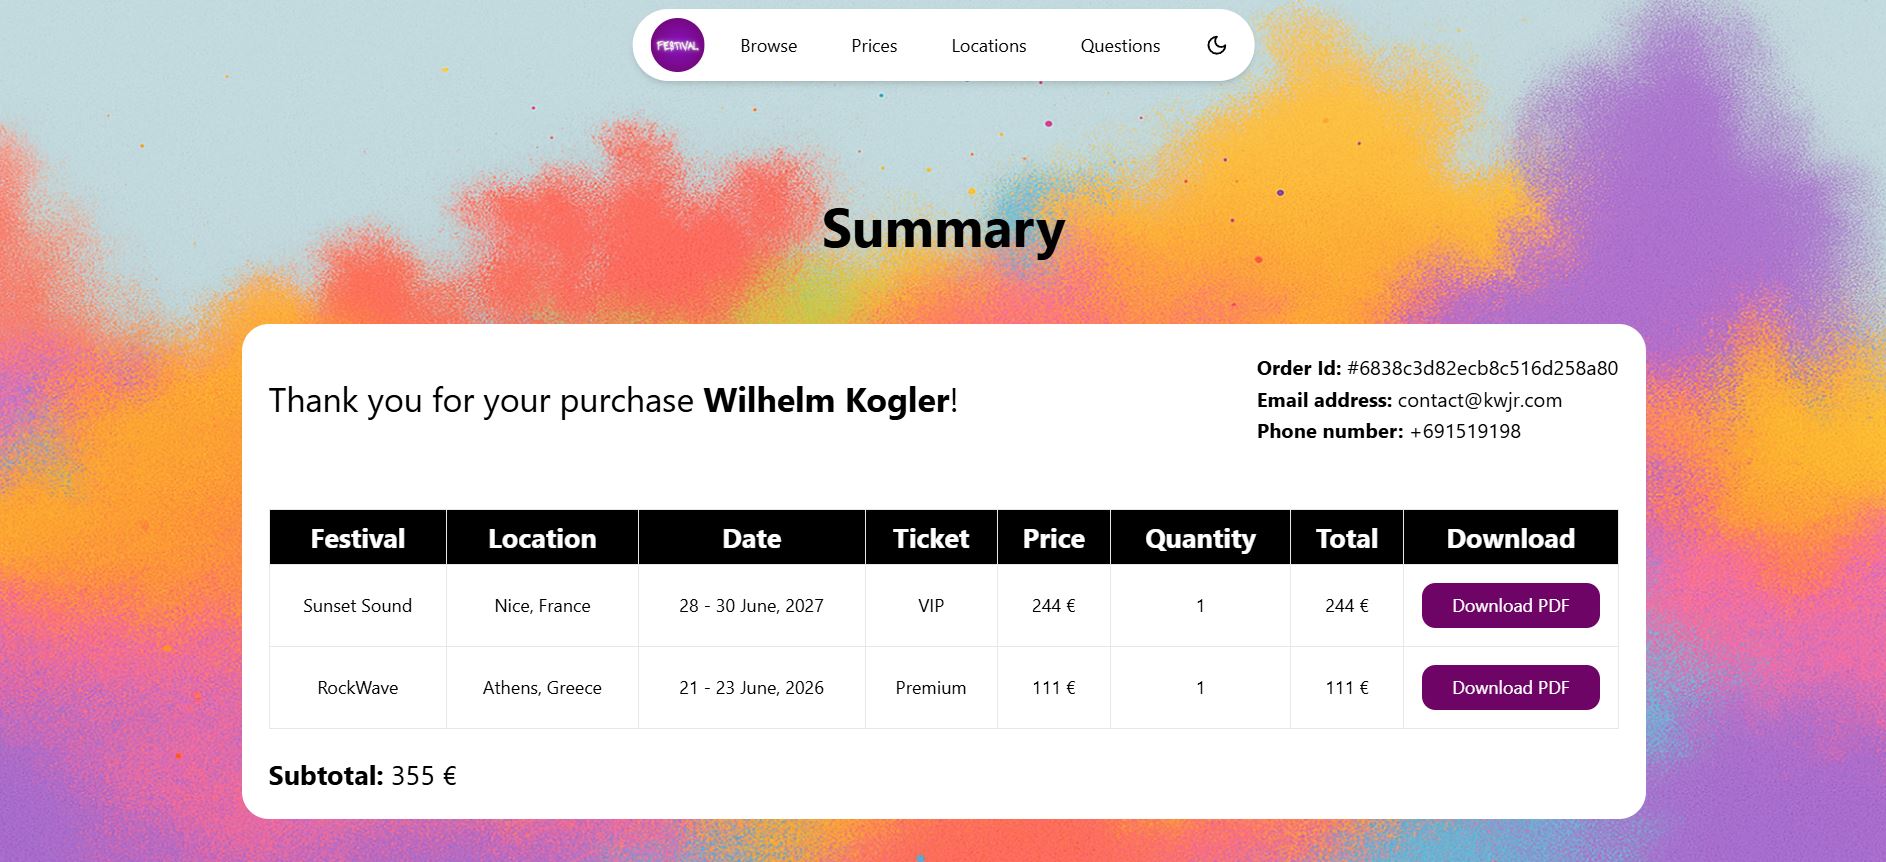 FESTIVAL Browse Prices Locations Questions
Summary
Thank you for your purchase Wilhelm Kogler!
Order Id: #6838c3d82ecb8c516d258a80
Email address: contact@kwjr.com
Phone number: +691519198
Festival Location Date Ticket Price Quantity Total Download
Sunset Sound Nice, France 28 - 30 June, 2027 VIP 244 € 1 244 € Download PDF
RockWave Athens, Greece 21 - 23 June, 2026 Premium 111 € 1 111 € Download PDF
Subtotal: 355 €